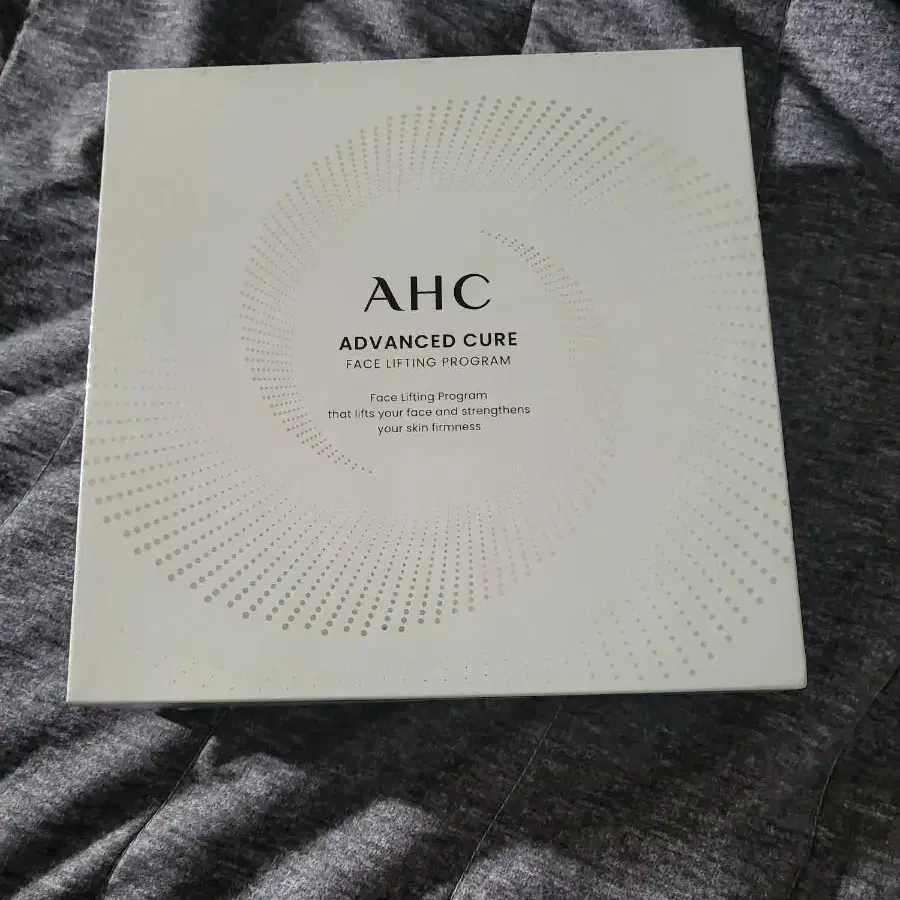 AHC
ADVANCED CURE
FACE LIFTING PROGRAM
Face Lifting Program
that lifts your face and strengthens
your skin firmness